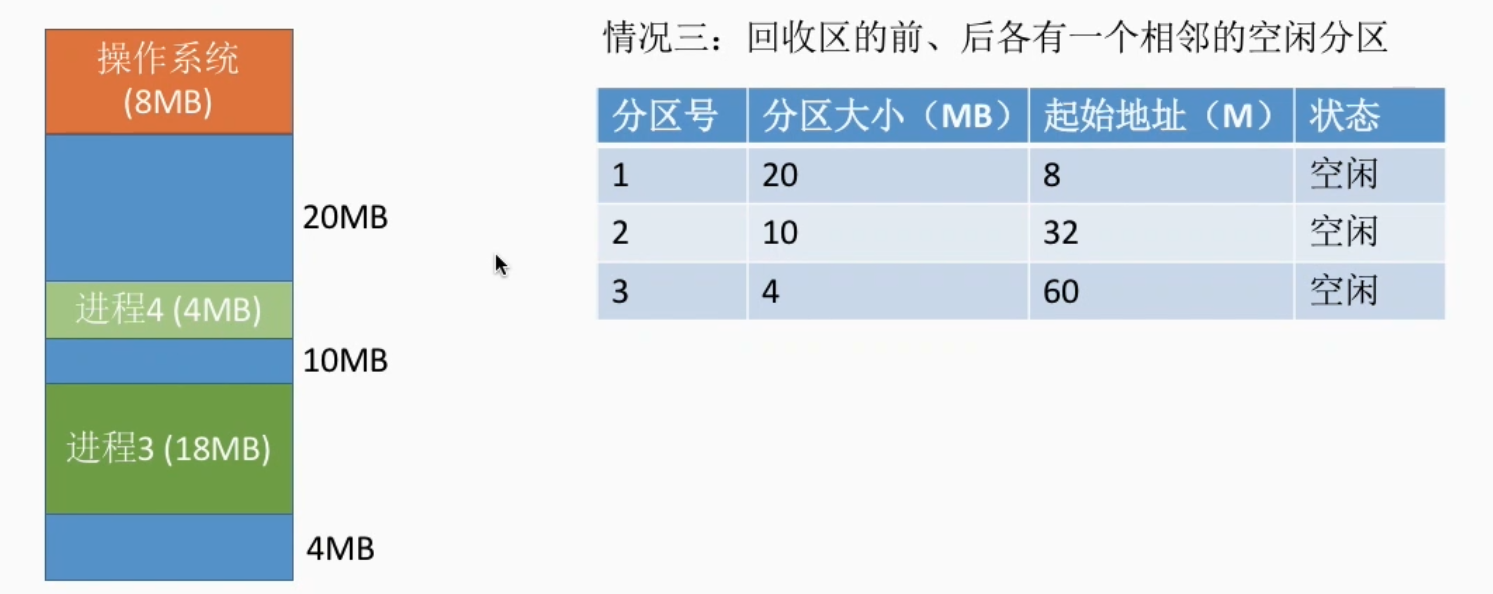 操作系统
(8MB)
20MB
进程4 (4MB)
10MB
进程3 (18MB)
4MB
情况三：回收区的前、后各有一个相邻的空闲分区
分区号 分区大小（MB） 起始地址（M） 状态
1 20 8 空闲
2 10 32 空闲
3 4 60 空闲